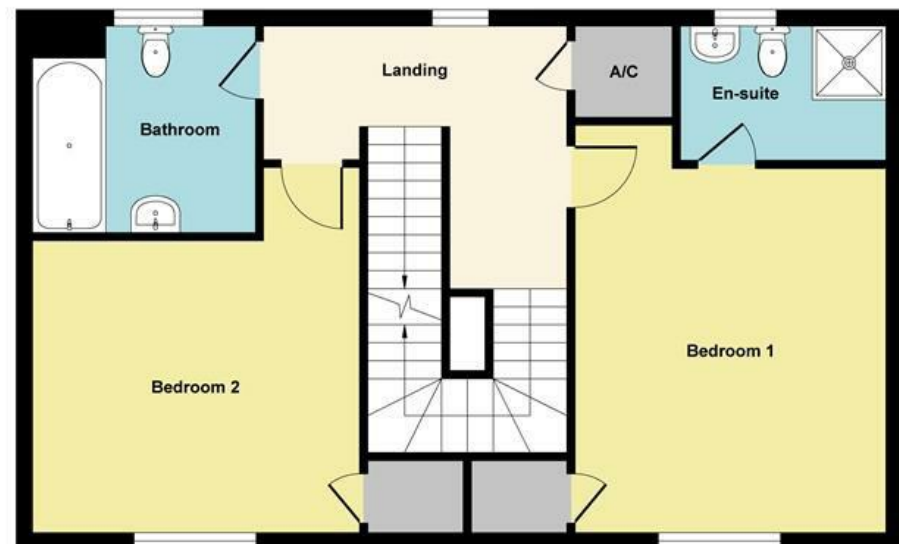 Landing
A/C
En-suite
Bathroom
Bedroom 1
Bedroom 2